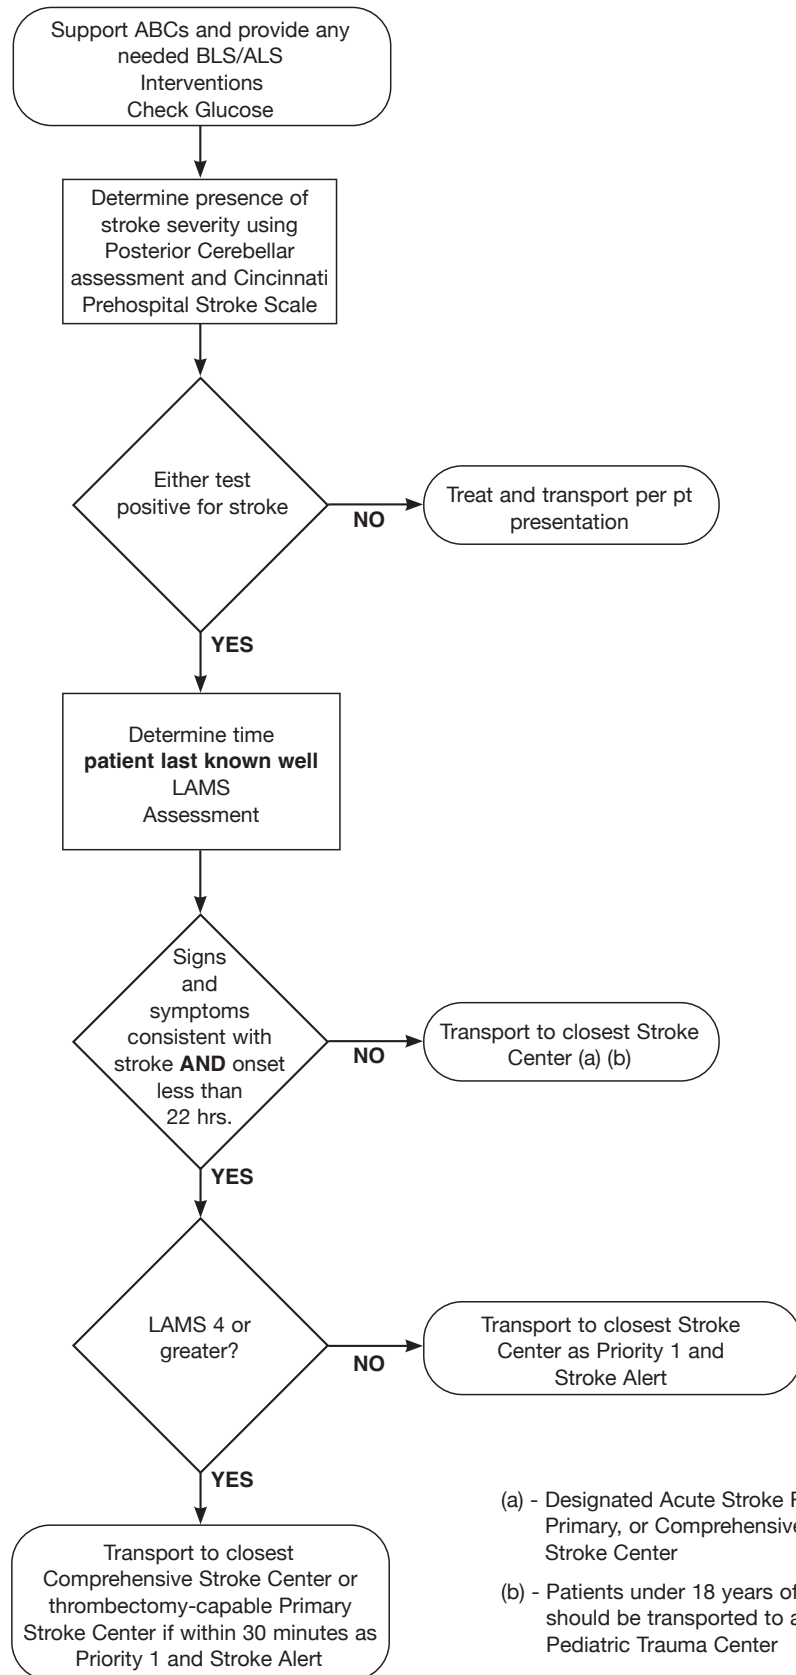 Support ABCs and provide any
needed BLS/ALS
Interventions
Check Glucose
Determine presence of
stroke severity using
Posterior Cerebellar
assessment and Cincinnati
Prehospital Stroke Scale
Either test
positive for stroke
NO
Treat and transport per pt
presentation
YES
Determine time
patient last known well
LAMS
Assessment
Signs
and
symptoms
consistent with
stroke AND onset
less than
22 hrs.
NO
Transport to closest Stroke
Center (a) (b)
YES
LAMS 4 or
greater?
NO
Transport to closest Stroke
Center as Priority 1 and
Stroke Alert
YES
Transport to closest
Comprehensive Stroke Center or
thrombectomy-capable Primary
Stroke Center if within 30 minutes as
Priority 1 and Stroke Alert
(a) - Designated Acute Stroke
Primary, or Comprehensive
Stroke Center
(b) - Patients under 18 years of
should be transported to a
Pediatric Trauma Center